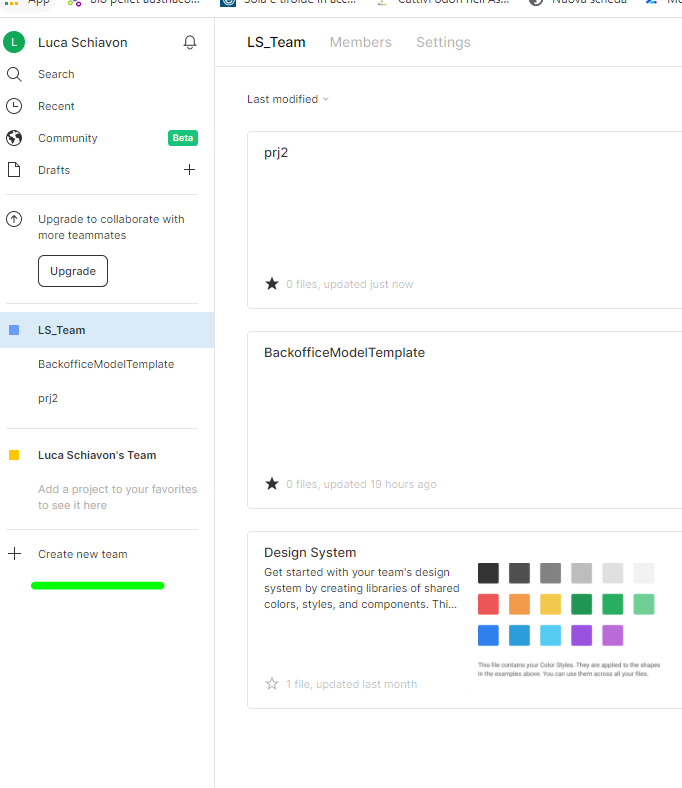 App
Bio pellet austriaco...
Nuova scheda
L
Luca Schiavon
Search
Recent
Community
Beta
Drafts
Upgrade to collaborate with
more teammates
Upgrade
LS_Team
BackofficeModelTemplate
prj2
Luca Schiavon's Team
Add a project to your favorites
to see it here
Create new team
LS_Team
Members
Settings
Last modified
prj2
0 files, updated just now
BackofficeModelTemplate
0 files, updated 19 hours ago
Design System
Get started with your team's design
system by creating libraries of shared
colors, styles, and components. Thi...
This file contains your Color Styles. They are applied to the shapes
in the examples above. You can use them across all your files.
1 file, updated last month